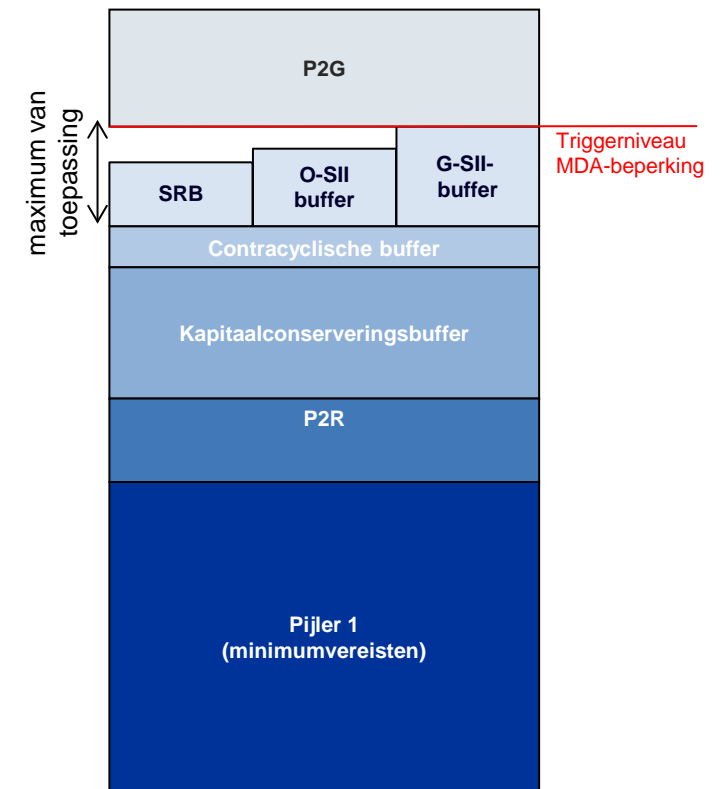 P2G
maximum van
toepassing
Triggerniveau
MDA-beperking
SRB
O-SII
buffer
G-SII-
buffer
Contracyclische buffer
Kapitaalconserveringsbuffer
P2R
Pijler 1
(minimumvereisten)